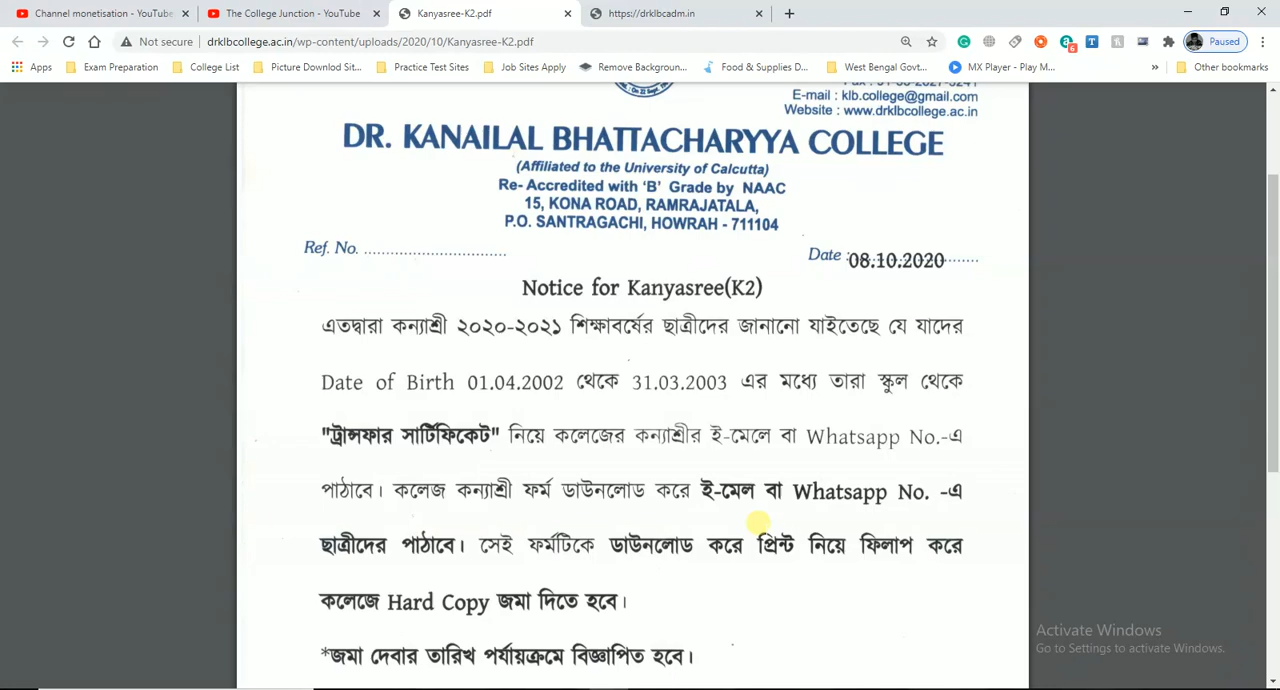 Channel monetisation - YouTube
The College Junction - YouTube
Kanyasree-K2.pdf
https://drklbcadm.in
Not secure
drklbcollege.ac.in/wp-content/uploads/2020/10/Kanyasree-K2.pdf
6
Paused
Apps
Exam Preparation
College List
Picture Downlod Sit...
Practice Test Sites
Job Sites Apply
Remove Backgroun...
Food & Supplies D...
West Bengal Govt...
MX Player - Play M...
»
Other bookmarks
E-mail : klb.college@gmail.com
Website : www.drklbcollege.ac.in
DR. KANAILAL BHATTACHARYYA COLLEGE
(Affiliated to the University of Calcutta)
Re- Accredited with ‘B’ Grade by NAAC
15, KONA ROAD, RAMRAJATALA,
P.O. SANTRAGACHI, HOWRAH - 711104
Ref. No. ................................
Date : 08.10.2020
Notice for Kanyasree(K2)
এতদ্বারা কন্যাশ্রী ২০২০-২০২১ শিক্ষাবর্ষের ছাত্রীদের জানানো যাইতেছে যে যাদের
Date of Birth 01.04.2002 থেকে 31.03.2003 এর মধ্যে তারা স্কুল থেকে
"ট্রান্সফার সার্টিফিকেট" নিয়ে কলেজের কন্যাশ্রীর ই-মেলে বা Whatsapp No.-এ
পাঠাবে। কলেজ কন্যাশ্রী ফর্ম ডাউনলোড করে ই-মেল বা Whatsapp No. -এ
ছাত্রীদের পাঠাবে। সেই ফর্মটিকে ডাউনলোড করে প্রিন্ট নিয়ে ফিলাপ করে
কলেজে Hard Copy জমা দিতে হবে।
*জমা দেবার তারিখ পর্যায়ক্রমে বিজ্ঞাপিত হবে।
Activate Windows
Go to Settings to activate Windows.